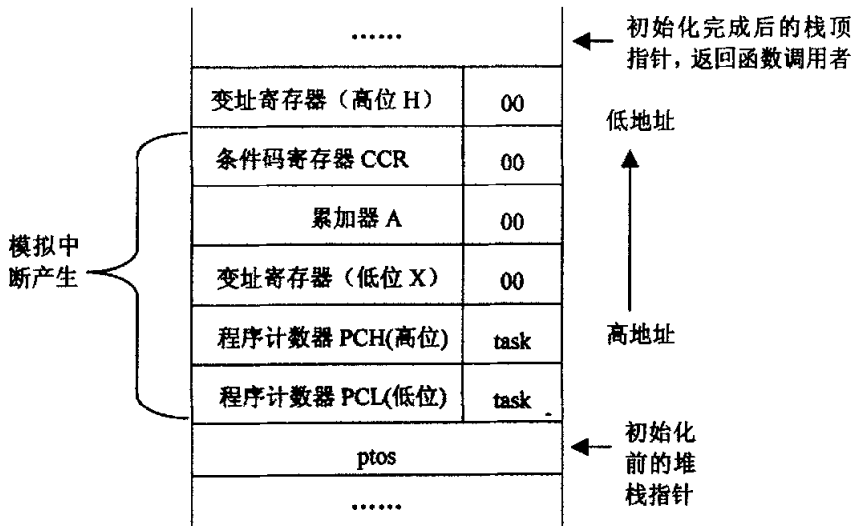 ······
初始化完成后的栈顶
指针，返回函数调用者
变址寄存器（高位 H） 00
低地址
条件码寄存器 CCR 00
累加器 A 00
模拟中
断产生
变址寄存器（低位 X） 00
程序计数器 PCH(高位) task
高地址
程序计数器 PCL(低位) task
初始化
前的堆
栈指针
ptos
······